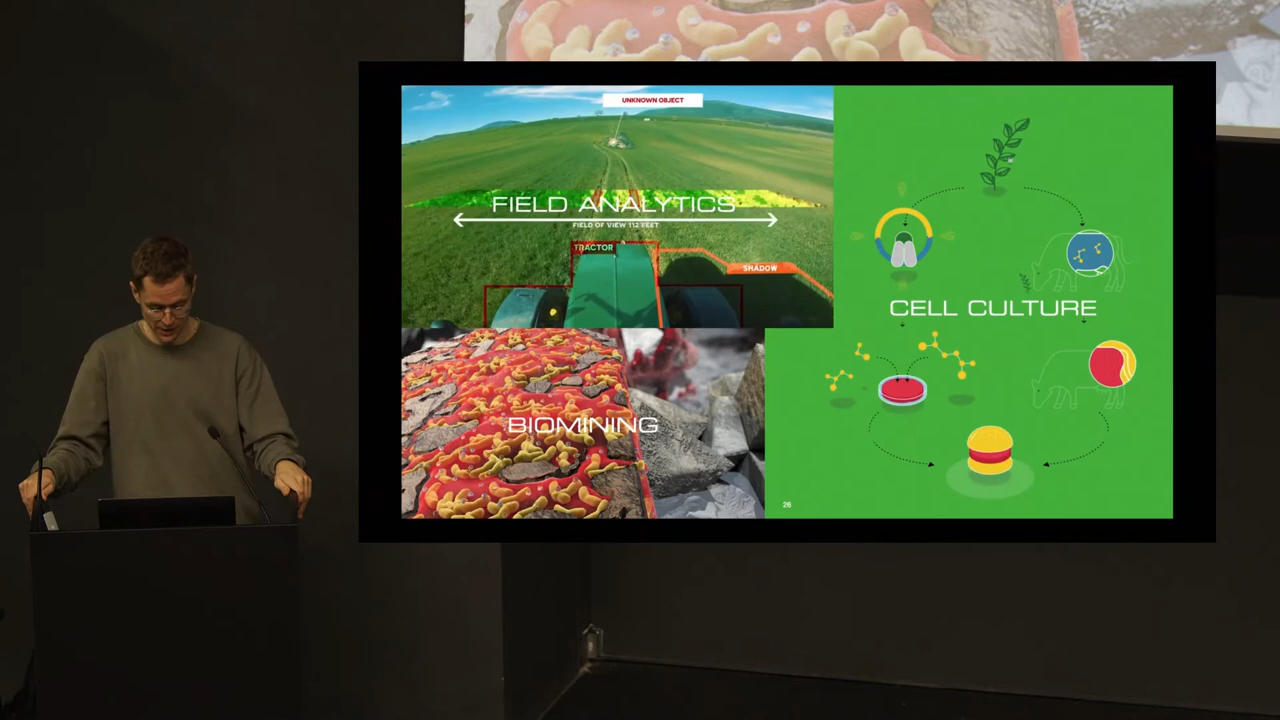 UNKNOWN OBJECT
FIELD ANALYTICS
FIELD OF VIEW 112 FEET
TRACTOR
SHADOW
BIOMINING
CELL CULTURE
26